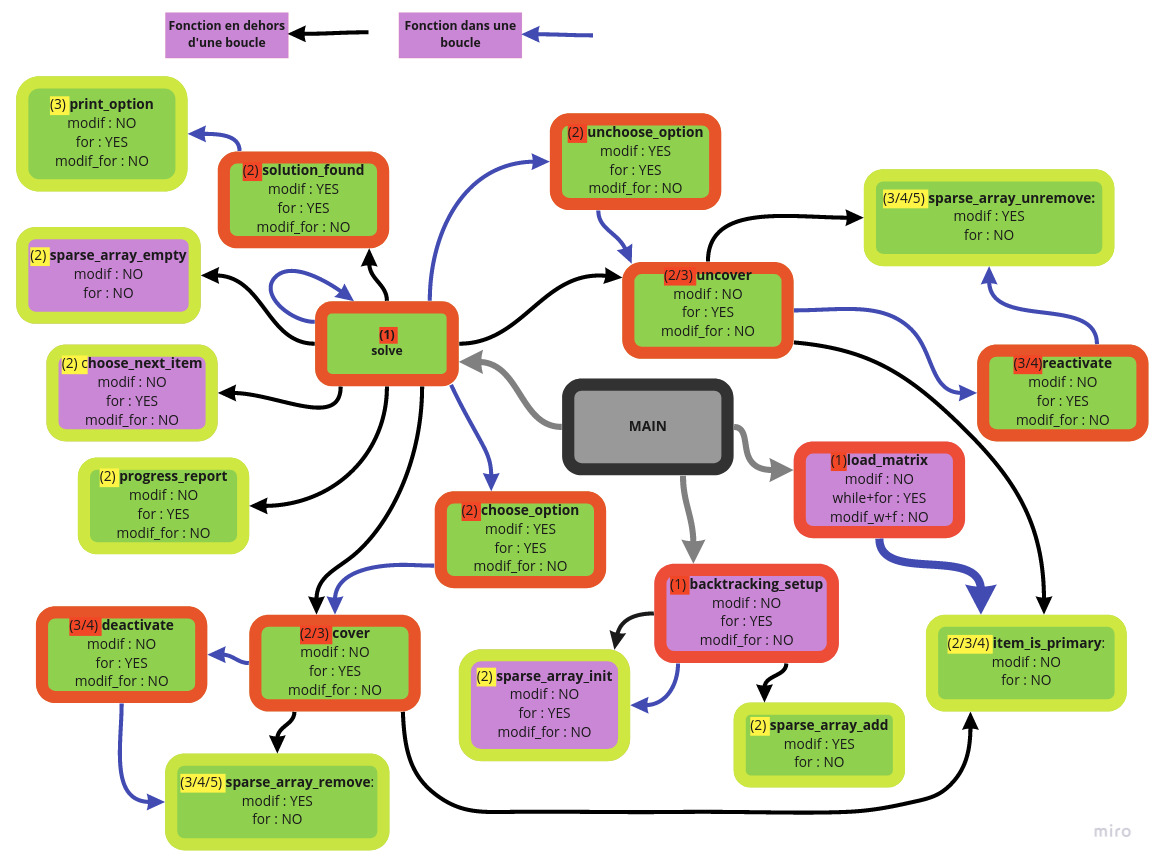 Fonction en dehors
d'une boucle
Fonction dans une
boucle
(3) print_option
modif : NO
for : YES
modif_for : NO
(2) solution_found
modif : YES
for : YES
modif_for : NO
(2) unchoose_option
modif : YES
for : YES
modif_for : NO
(3/4/5) sparse_array_unremove:
modif : YES
for : NO
(2) sparse_array_empty
modif : NO
for : NO
(2/3) uncover
modif : NO
for : YES
modif_for : NO
(1)
solve
(2) choose_next_item
modif : NO
for : YES
modif_for : NO
(3/4)reactivate
modif : NO
for : YES
modif_for : NO
MAIN
(1)load_matrix
modif : NO
while+for : YES
modif_w+f : NO
(2) progress_report
modif : NO
for : YES
modif_for : NO
(2) choose_option
modif : YES
for : YES
modif_for : NO
(1) backtracking_setup
modif : NO
for : YES
modif_for : NO
(3/4) deactivate
modif : NO
for : YES
modif_for : NO
(2/3) cover
modif : NO
for : YES
modif_for : NO
(2/3/4) item_is_primary:
modif : NO
for : NO
(2) sparse_array_init
modif : NO
for : YES
modif_for : NO
(2) sparse_array_add
modif : YES
for : NO
(3/4/5) sparse_array_remove:
modif : YES
for : NO
miro